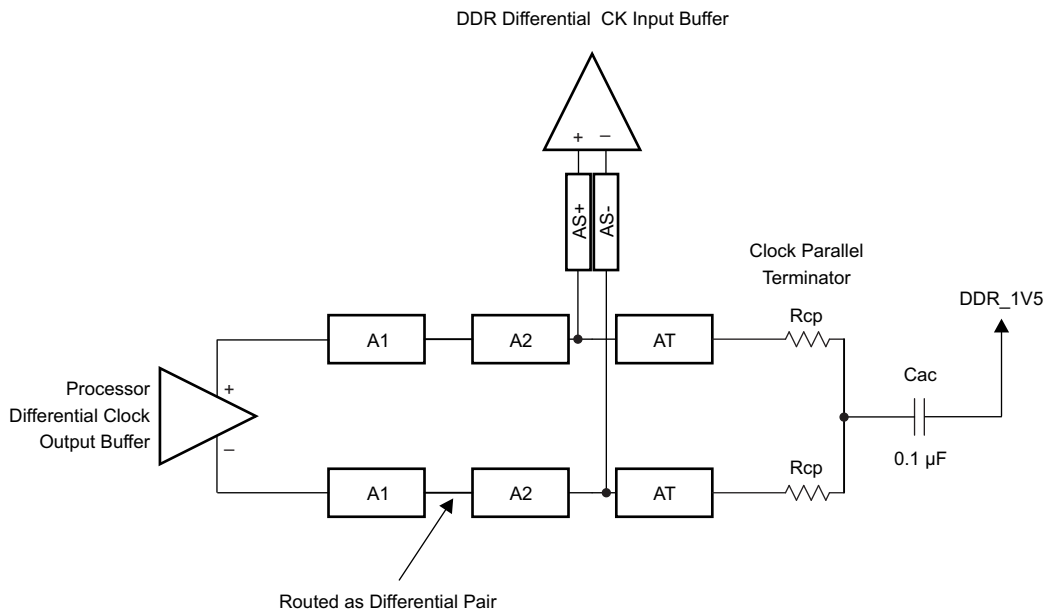 DDR Differential CK Input Buffer
+ –
AS+
AS-
Clock Parallel
Terminator
DDR_1V5
Rcp
A1
A2
AT
Processor
Differential Clock
Output Buffer
+
–
Cac
0.1 µF
Rcp
A1
A2
AT
Routed as Differential Pair